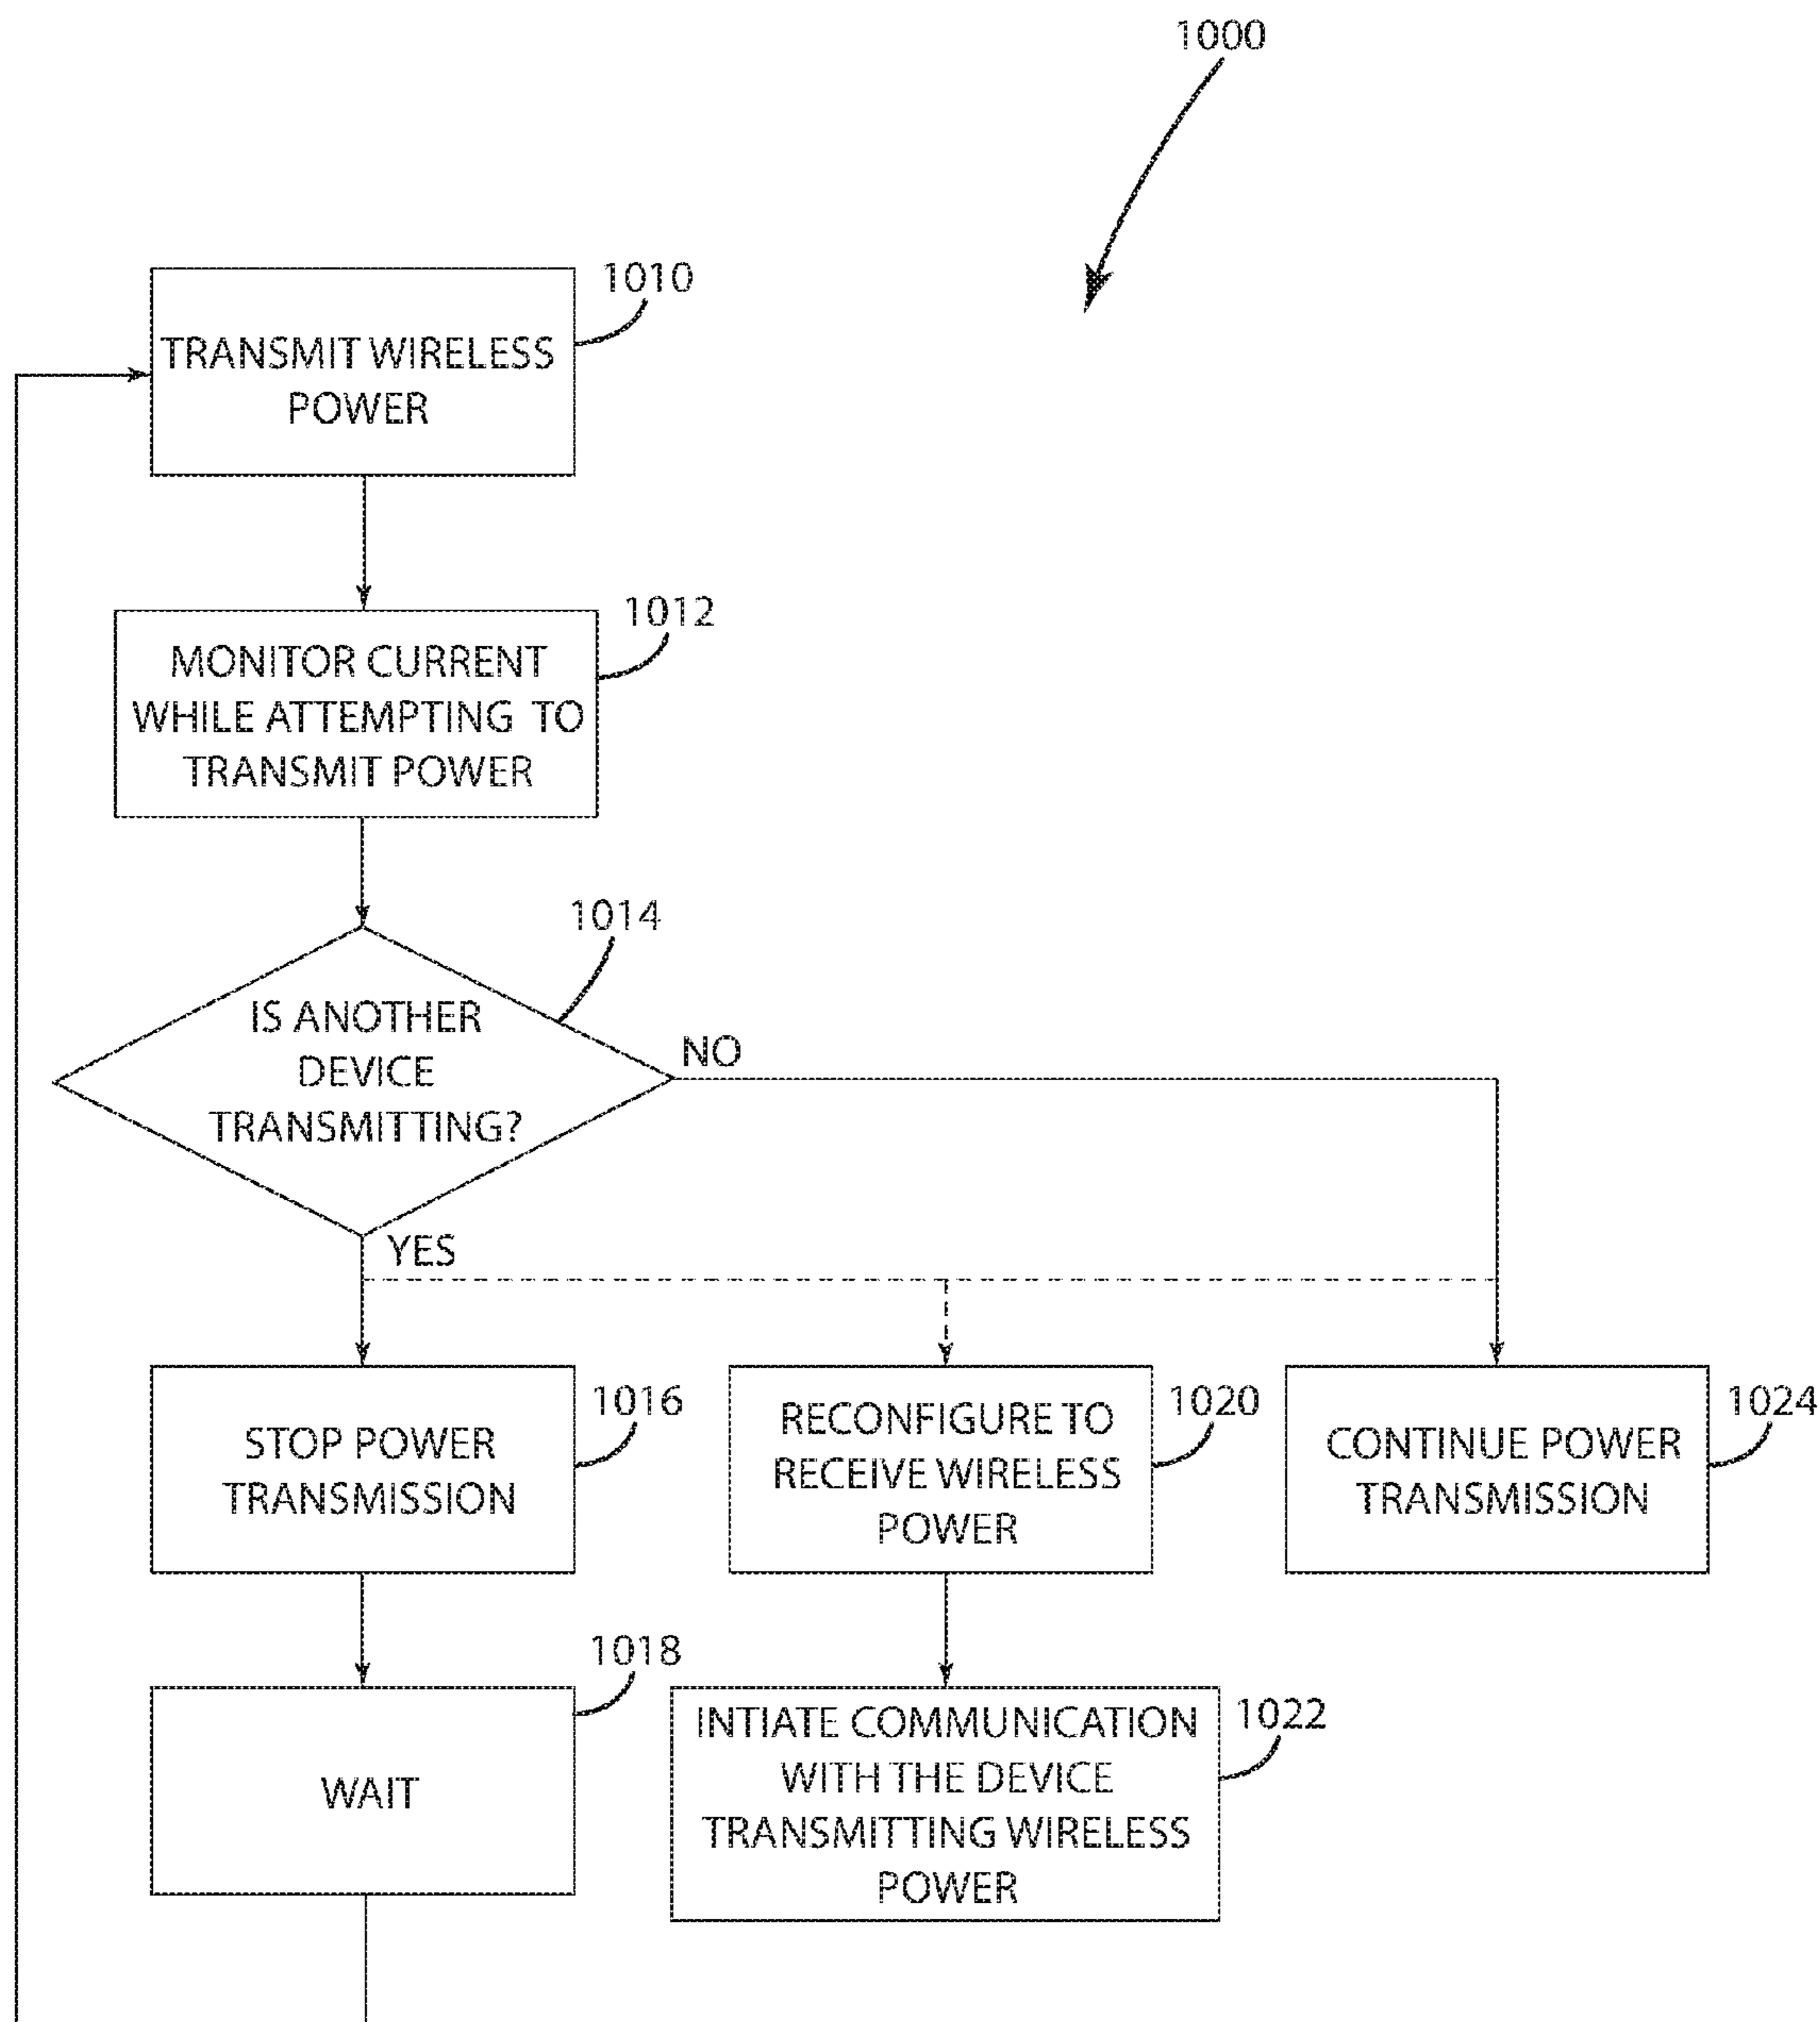 1000
1010
TRANSMIT WIRELESS
POWER
1012
MONITOR CURRENT
WHILE ATTEMPTING TO
TRANSMIT POWER
1014
IS ANOTHER
DEVICE
TRANSMITTING?
NO
YES
1016
STOP POWER
TRANSMISSION
1020
RECONFIGURE TO
RECEIVE WIRELESS
POWER
1024
CONTINUE POWER
TRANSMISSION
1018
WAIT
1022
INTIATE COMMUNICATION
WITH THE DEVICE
TRANSMITTING WIRELESS
POWER